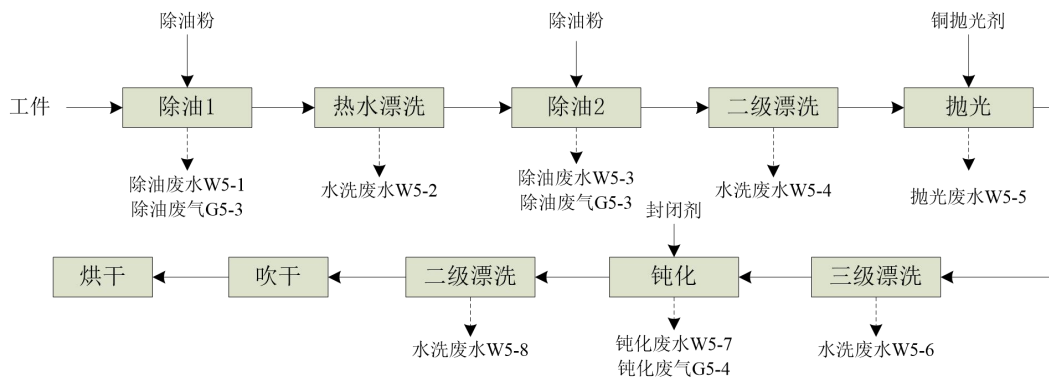 除油粉
除油粉
铜抛光剂
工件
除油1
热水漂洗
除油2
二级漂洗
抛光
除油废水W5-1
除油废气G5-3
水洗废水W5-2
除油废水W5-3
除油废气G5-3
水洗废水W5-4
抛光废水W5-5
封闭剂
烘干
吹干
二级漂洗
钝化
三级漂洗
水洗废水W5-8
钝化废水W5-7
钝化废气G5-4
水洗废水W5-6